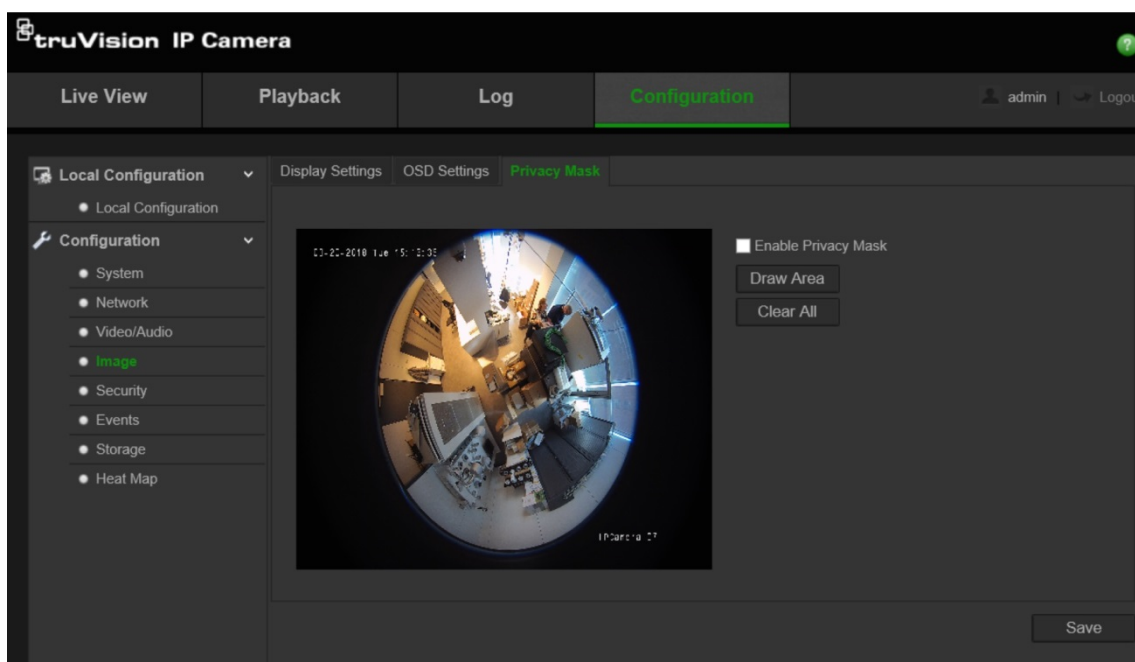 truVision IP Camera
?
Live View Playback Log Configuration admin | Logou
Local Configuration
Local Configuration
Configuration
System
Network
Video/Audio
Image
Security
Events
Storage
Heat Map
Display Settings OSD Settings Privacy Mask
Enable Privacy Mask
Draw Area
Clear All
Save